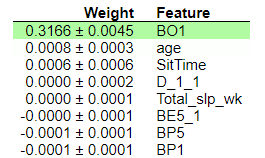 Weight Feature
0.3166 ± 0.0045 BO1
0.0008 ± 0.0003 age
0.0006 ± 0.0006 SitTime
0.0000 ± 0.0002 D_1_1
0.0000 ± 0.0001 Total_slp_wk
-0.0000 ± 0.0001 BE5_1
-0.0001 ± 0.0001 BP5
-0.0001 ± 0.0001 BP1